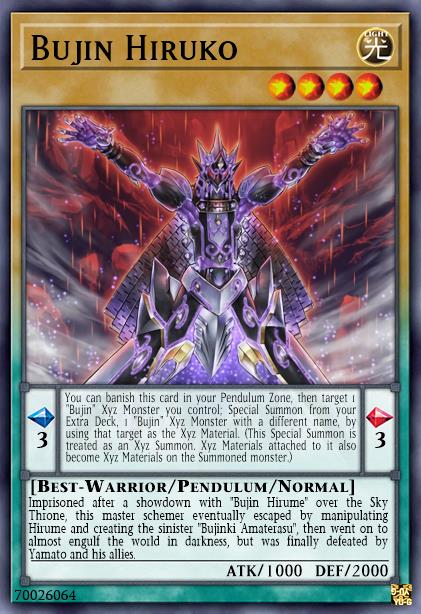 BUJIN HIRUKO
LIGHT
光
You can banish this card in your Pendulum Zone, then target 1
"Bujin" Xyz Monster you control; Special Summon from your
Extra Deck, 1 "Bujin" Xyz Monster with a different name, by
using that target as the Xyz Material. (This Special Summon is
treated as an Xyz Summon. Xyz Materials attached to it also
become Xyz Materials on the Summoned monster.)
3
3
[BEST-WARRIOR/PENDULUM/NORMAL]
Imprisoned after a showdown with "Bujin Hirume" over the Sky
Throne, this master schemer eventually escaped by manipulating
Hirume and creating the sinister "Bujinki Amaterasu", then went on to
almost engulf the world in darkness, but was finally defeated by
Yamato and his allies.
ATK/1000 DEF/2000
70026064